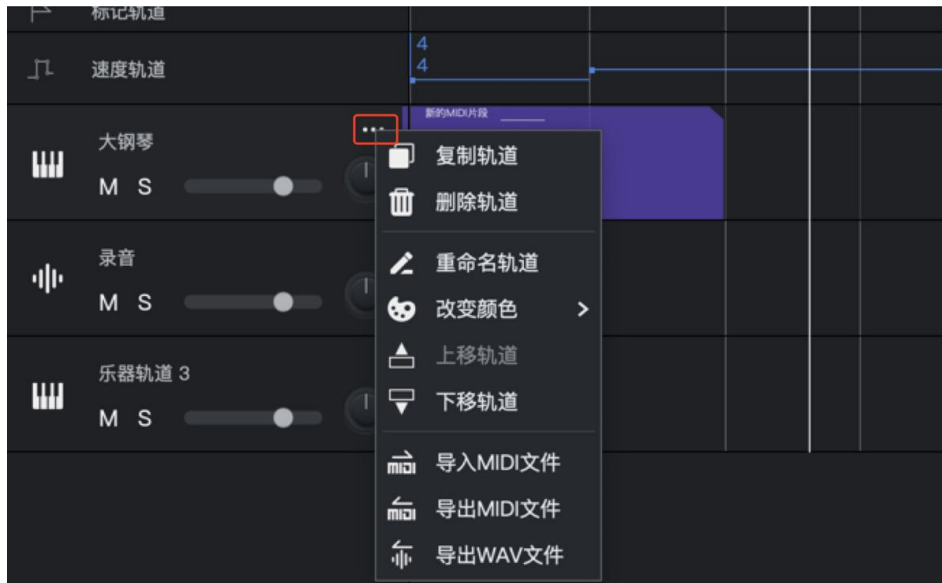 标记轨道
4
速度轨道
4
新的MIDI片段
大钢琴
M S
复制轨道
删除轨道
录音
M S
重命名轨道
改变颜色
上移轨道
乐器轨道 3
M S
下移轨道
midi 导入MIDI文件
midi 导出MIDI文件
导出WAV文件